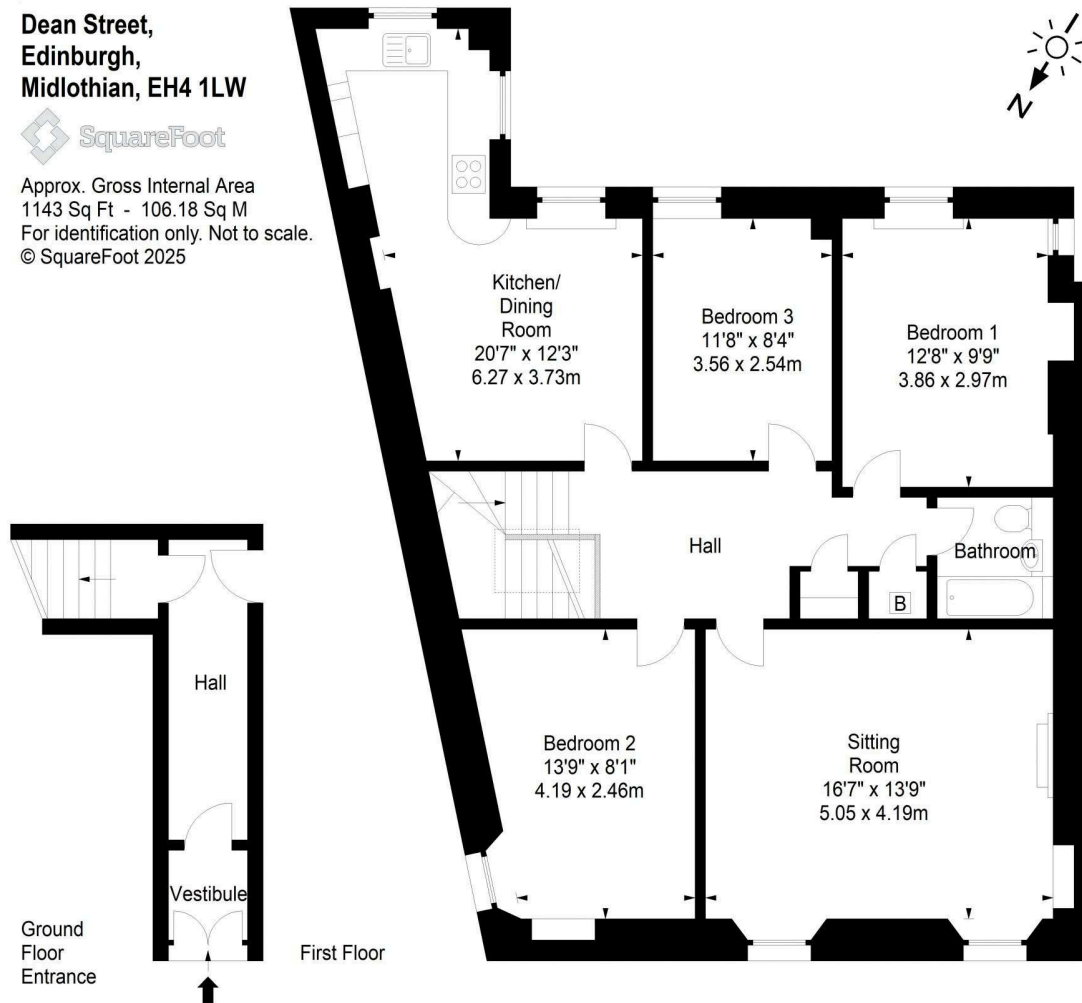 Dean Street,
Edinburgh,
Midlothian, EH4 1LW
SquareFoot
Approx. Gross Internal Area
1143 Sq Ft - 106.18 Sq M
For identification only. Not to scale.
© SquareFoot 2025
N
Kitchen/
Dining
Room
20'7" x 12'3"
6.27 x 3.73m
Bedroom 3
11'8" x 8'4"
3.56 x 2.54m
Bedroom 1
12'8" x 9'9"
3.86 x 2.97m
Hall
Bathroom
B
Hall
Bedroom 2
13'9" x 8'1"
4.19 x 2.46m
Sitting
Room
16'7" x 13'9"
5.05 x 4.19m
Vestibule
Ground
Floor
Entrance
First Floor